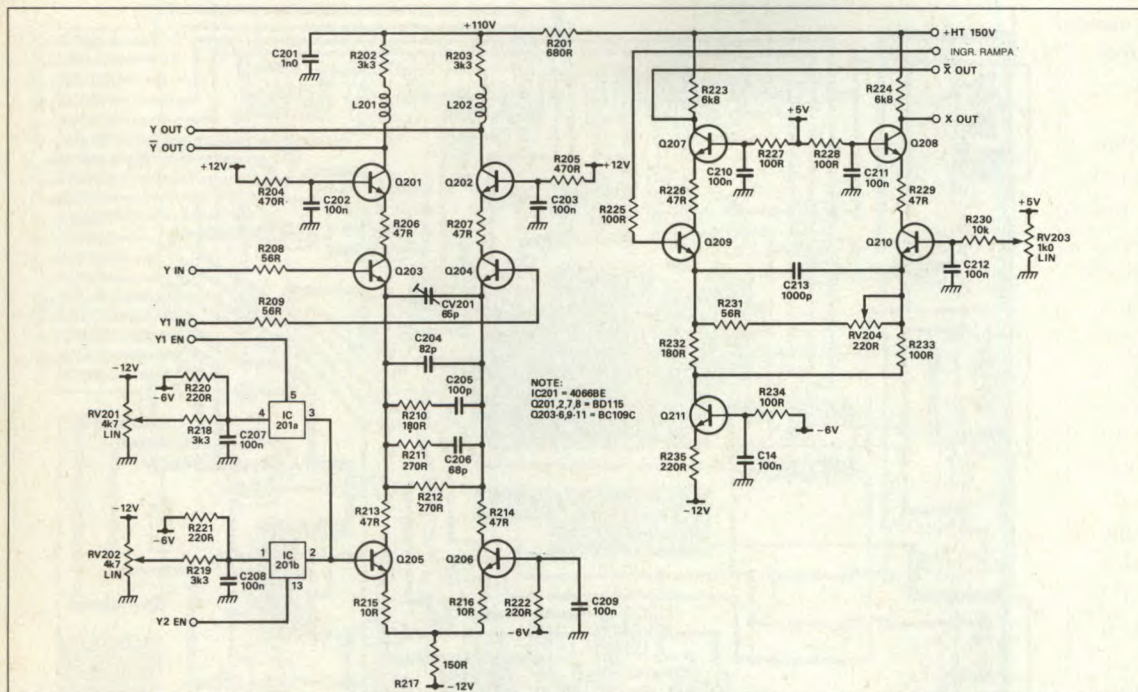 +110V
C201
1n0
R202
3k3
R203
3k3
R201
680R
L201
L202
Y OUT
Y OUT
+12V
R204
470R
C202
100n
Q201
Q202
R205
470R
+12V
C203
100n
R206
47R
R207
47R
R208
56R
Y IN
Q203
Q204
R209
56R
Y1 IN
CV201
65p
Y1 EN
C204
82p
C205
100p
R210
180R
R211
270R
C206
68p
R212
270R
NOTE:
IC201 = 4066BE
Q201,2,7,8 = BD115
Q203-6,9-11 = BC109C
-12V
-6V
R220
220R
RV201
4k7
LIN
R218
3k3
C207
100n
5
4
IC
201a
3
R213
47R
R214
47R
-12V
-6V
R221
220R
RV202
4k7
LIN
R219
3k3
C208
100n
1
IC
201b
2
13
Y2 EN
Q205
Q206
R215
10R
R216
10R
R222
220R
-6V
C209
100n
150R
R217
-12V
+HT 150V
INGR. RAMPA
X OUT
X OUT
R223
6k8
R224
6k8
+5V
Q207
R227
100R
R228
100R
Q208
C210
100n
C211
100n
R225
100R
R226
47R
R229
47R
+5V
R230
10k
RV203
1k0
LIN
Q209
Q210
C212
100n
C213
1000p
R231
56R
RV204
220R
R232
180R
R233
100R
R234
100R
Q211
-6V
R235
220R
C14
100n
-12V